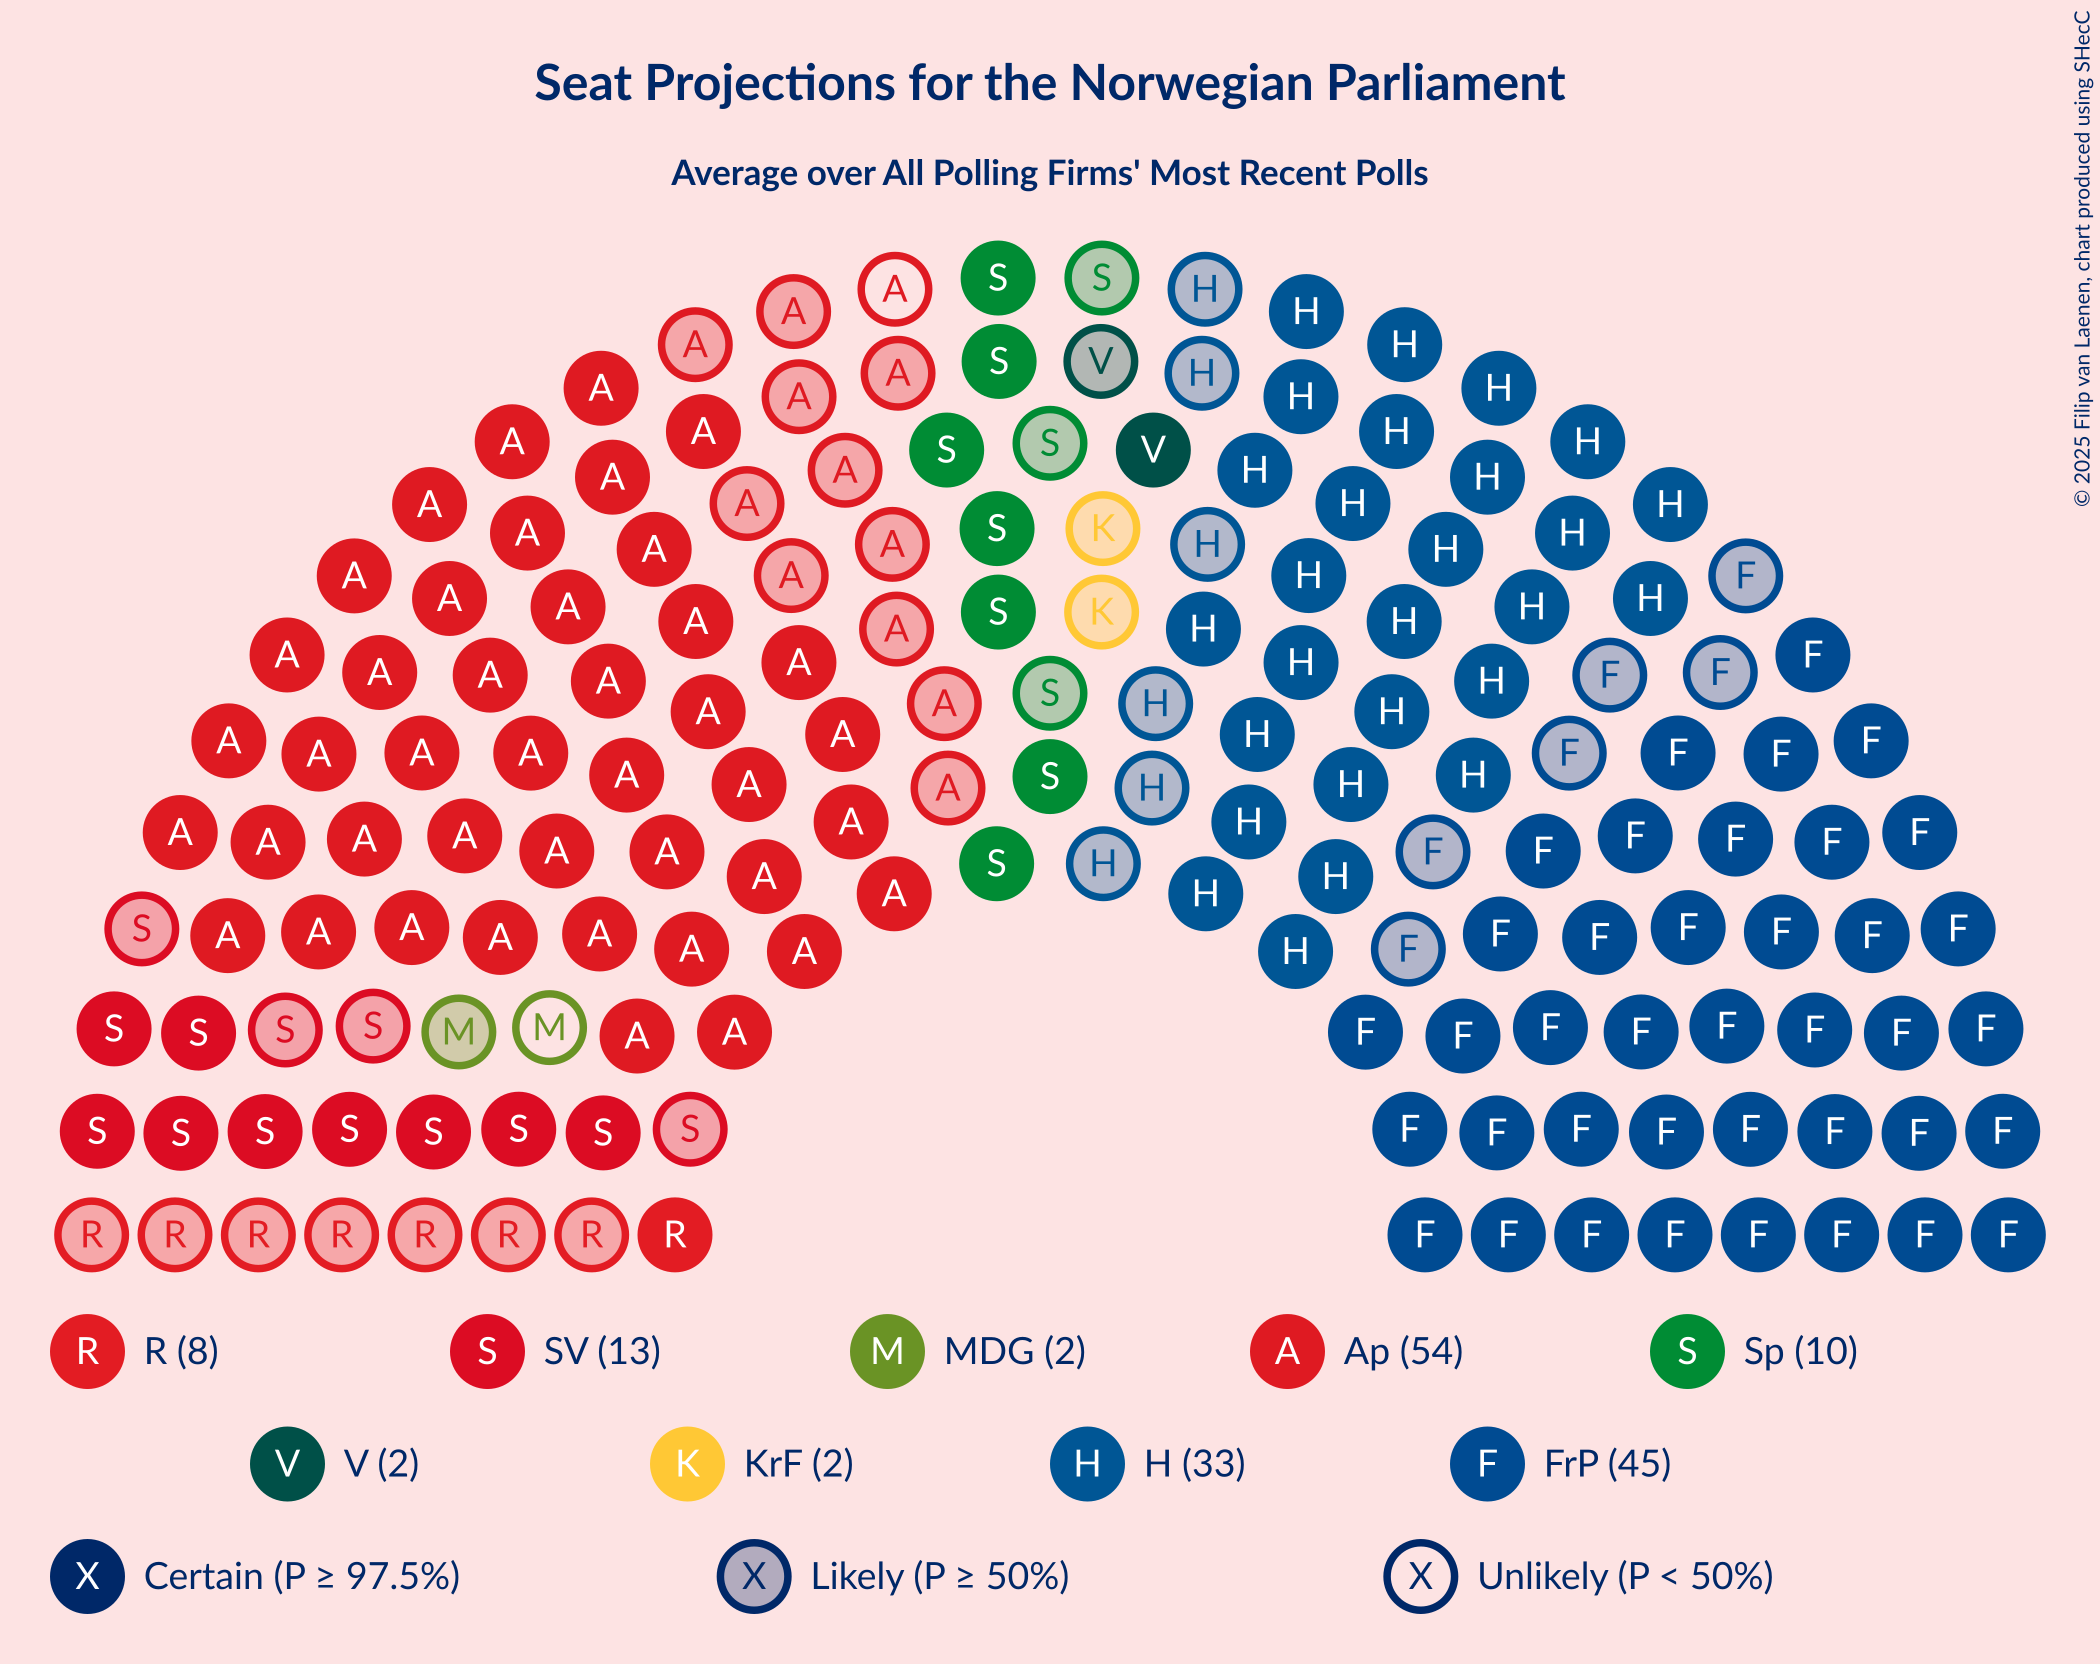 Seat Projections for the Norwegian Parliament
Average over All Polling Firms' Most Recent Polls
© 2025 Filip van Laenen, chart produced using SHecC
A S S H
A A H H
A S V H H
A A A H H
S S V
A A H H
A A A H H H
A K
A A S H H H
A A A H H F
A A A S K H H H
A A A H H F
A A A A S H H F F F
A A A A H H H
A A A A A A S H H H F F F F
A A A A A A A H H H F F F F F
A A A A A A A S H H H F F F F F F
S A A A A A A A H F F F F F F F
S S S S M M A A F F F F F F F F
S S S S S S S S F F F F F F F F
R R R R R R R R F F F F F F F F
R R (8) S SV (13) M MDG (2) A Ap (54) S Sp (10)
V V (2) K KrF (2) H H (33) F FrP (45)
X Certain (P ≥ 97.5%) X Likely (P ≥ 50%) X Unlikely (P < 50%)